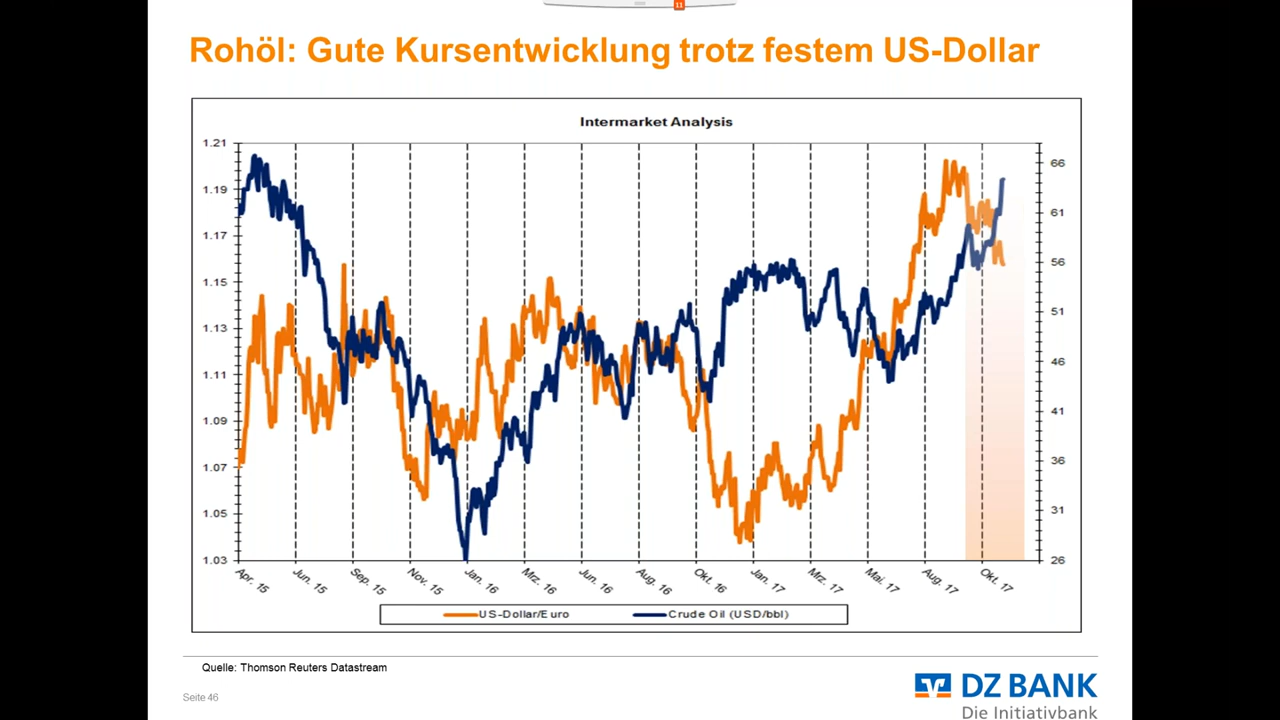 11
Rohöl: Gute Kursentwicklung trotz festem US-Dollar
Intermarket Analysis
1.21
1.19
1.17
1.15
1.13
1.11
1.09
1.07
1.05
1.03
66
61
56
51
46
41
36
31
26
Apr. 15
Jun. 15
Sep. 15
Nov. 15
Jan. 16
Mrz. 16
Jun. 16
Aug. 16
Okt. 16
Jan. 17
Mrz. 17
Mai. 17
Aug. 17
Okt. 17
US-Dollar/Euro
Crude Oil (USD/bbl)
Quelle: Thomson Reuters Datastream
Seite 46
DZ BANK
Die Initiativbank